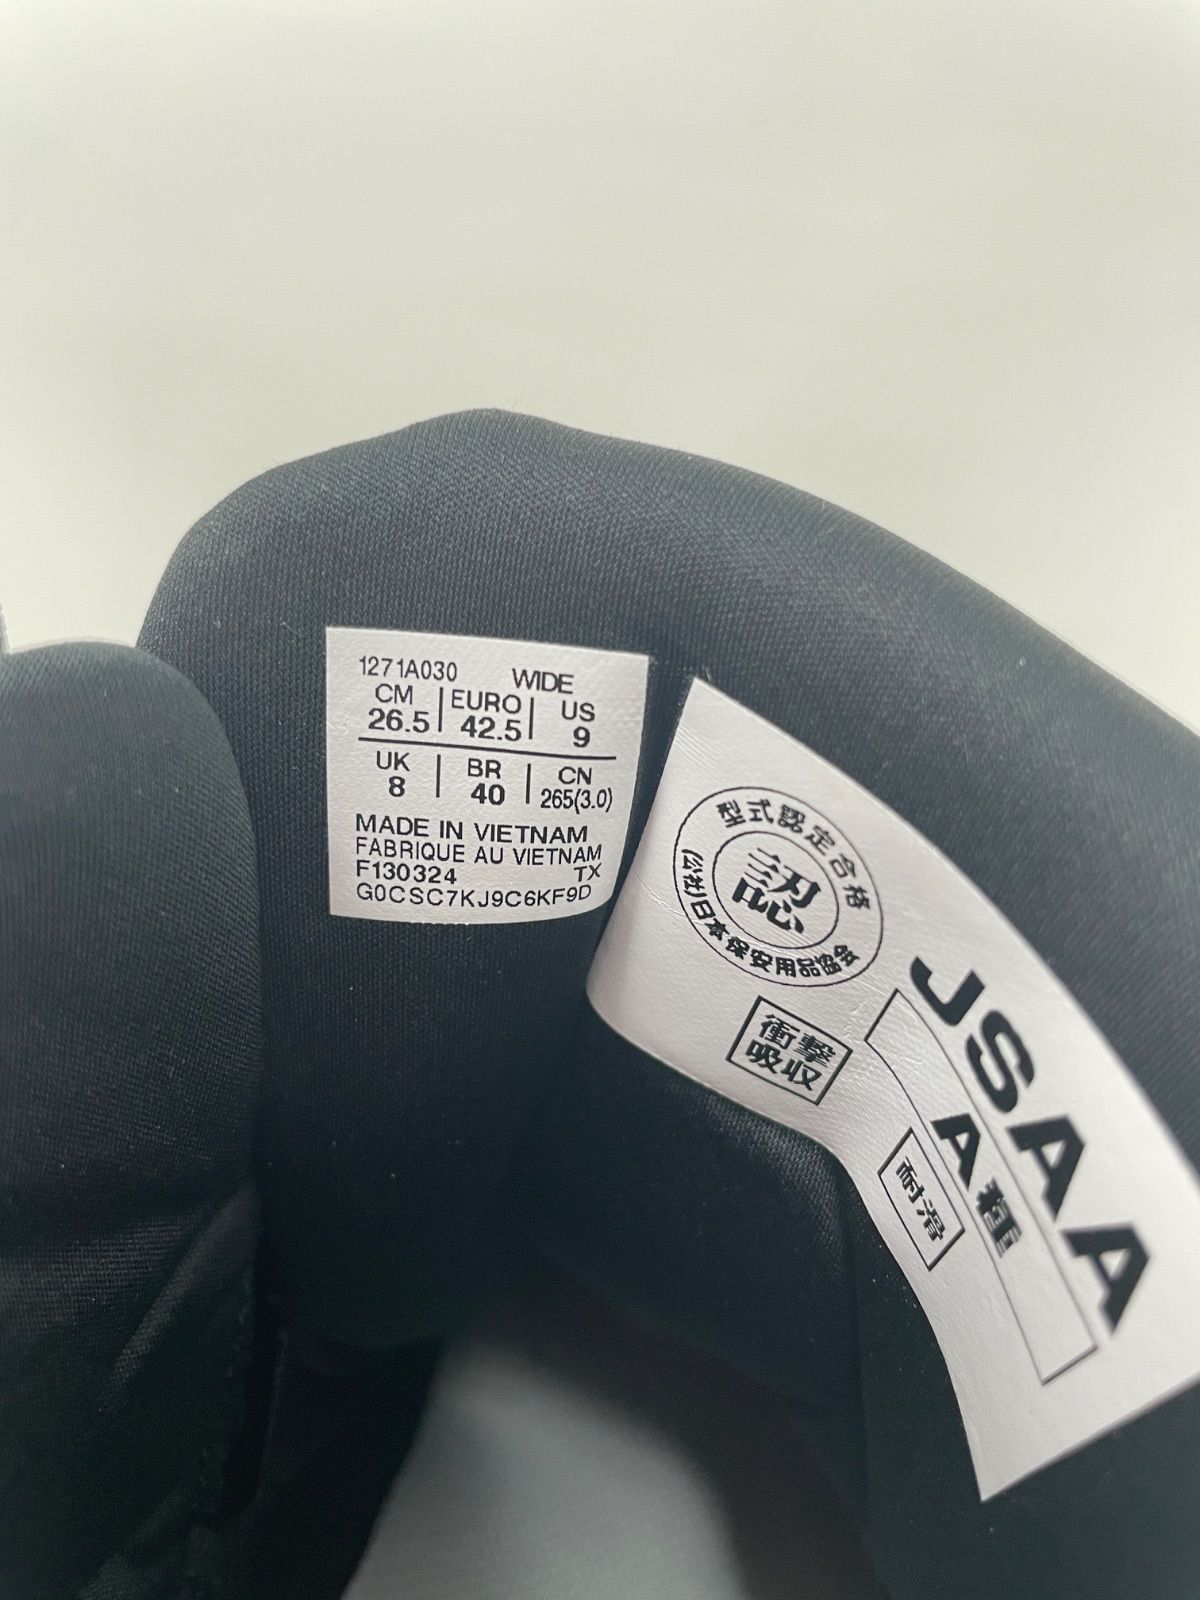 1271A030 WIDE
CM EURO US
26.5 42.5 9
UK BR CN
8 40 265(3.0)
MADE IN VIETNAM
FABRIQUE AU VIETNAM
F130324 TX
G0CSC7KJ9C6KF9D
型式認定合格
認
(公社)日本保安用品協会
衝撃
吸収
JSAA
A種
耐滑